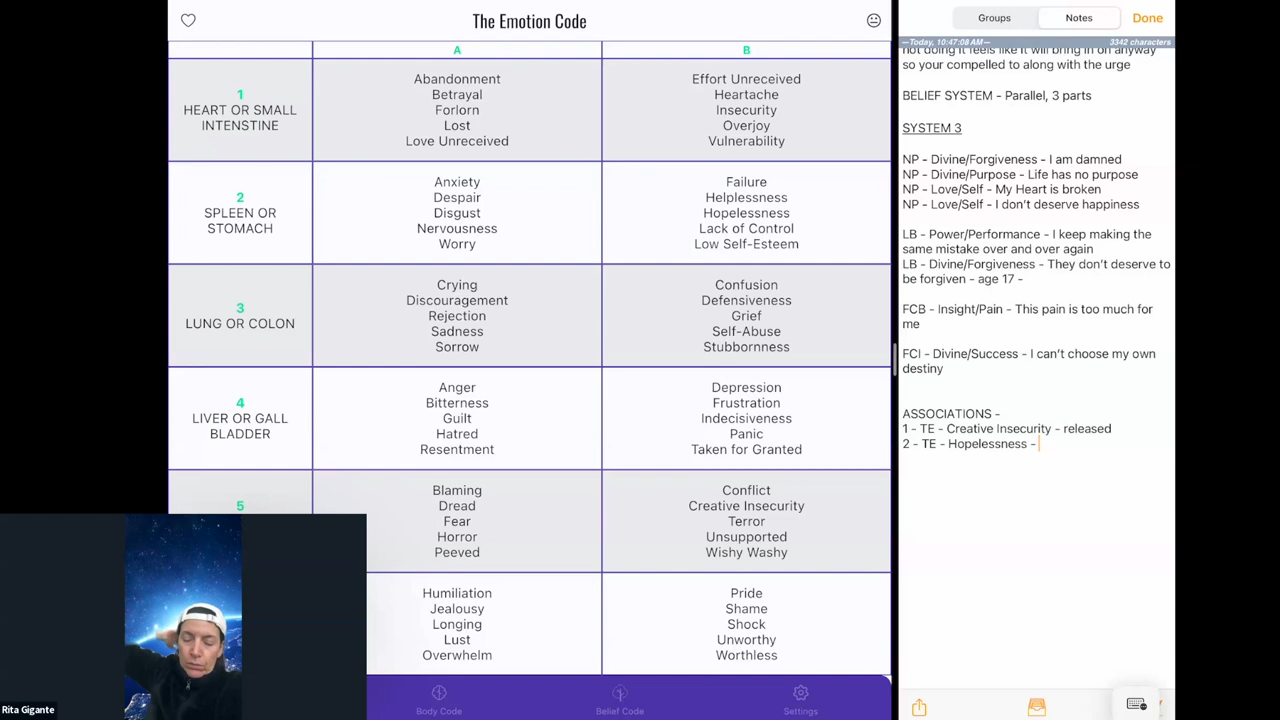 The Emotion Code
A
B
1
HEART OR SMALL
INTENSTINE
Abandonment
Betrayal
Forlorn
Lost
Love Unreceived
Effort Unreceived
Heartache
Insecurity
Overjoy
Vulnerability
2
SPLEEN OR
STOMACH
Anxiety
Despair
Disgust
Nervousness
Worry
Failure
Helplessness
Hopelessness
Lack of Control
Low Self-Esteem
3
LUNG OR COLON
Crying
Discouragement
Rejection
Sadness
Sorrow
Confusion
Defensiveness
Grief
Self-Abuse
Stubbornness
4
LIVER OR GALL
BLADDER
Anger
Bitterness
Guilt
Hatred
Resentment
Depression
Frustration
Indecisiveness
Panic
Taken for Granted
5
Blaming
Dread
Fear
Horror
Peeved
Conflict
Creative Insecurity
Terror
Unsupported
Wishy Washy
Humiliation
Jealousy
Longing
Lust
Overwhelm
Pride
Shame
Shock
Unworthy
Worthless
Body Code
Belief Code
Settings
Rita Gigante
Groups
Notes
Done
—Today, 10:47:08 AM—
3342 characters
not doing it feels like it will bring in on anyway
so your compelled to along with the urge
BELIEF SYSTEM - Parallel, 3 parts
SYSTEM 3
NP - Divine/Forgiveness - I am damned
NP - Divine/Purpose - Life has no purpose
NP - Love/Self - My Heart is broken
NP - Love/Self - I don't deserve happiness
LB - Power/Performance - I keep making the
same mistake over and over again
LB - Divine/Forgiveness - They don't deserve to
be forgiven - age 17 -
FCB - Insight/Pain - This pain is too much for
me
FCI - Divine/Success - I can't choose my own
destiny
ASSOCIATIONS -
1 - TE - Creative Insecurity - released
2 - TE - Hopelessness -